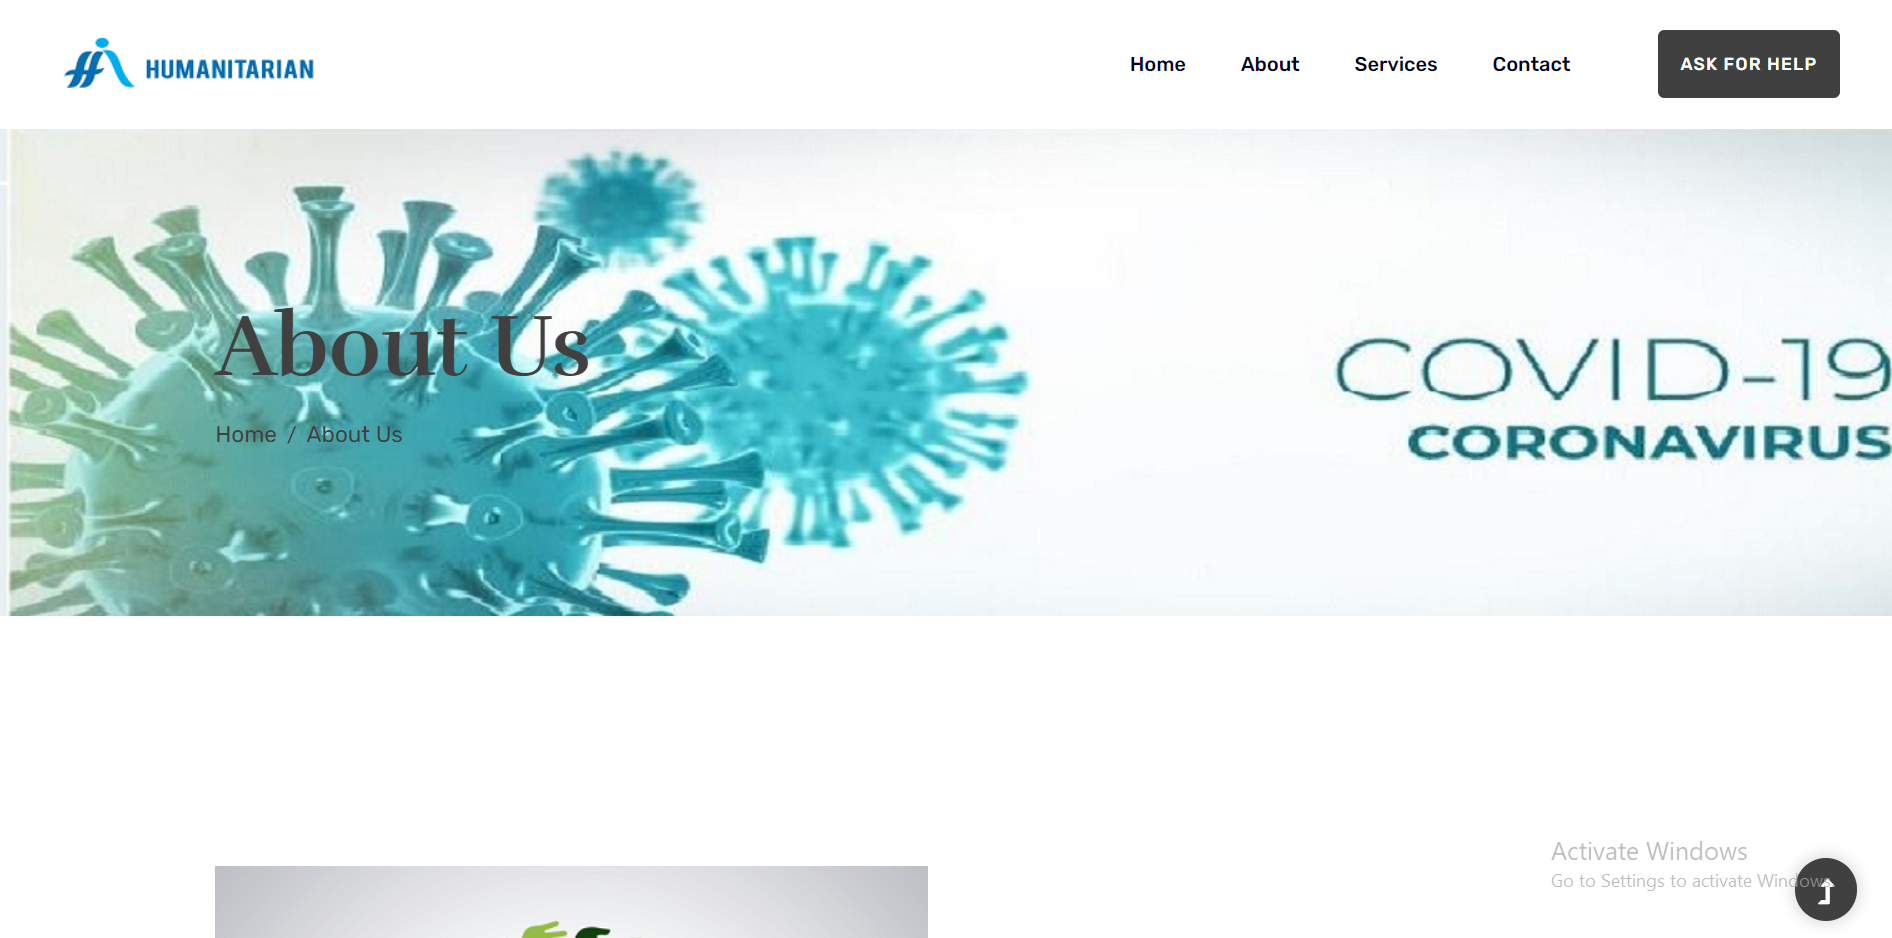 HUMANITARIAN
Home About Services Contact ASK FOR HELP
About Us
Home / About Us
COVID-19
CORONAVIRUS
Activate Windows
Go to Settings to activate Windows.